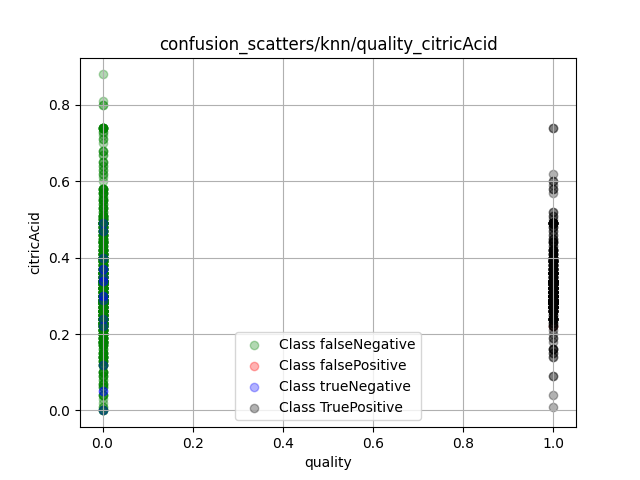 confusion_scatters/knn/quality_citricAcid
citricAcid
0.8
0.6
0.4
0.2
0.0
Class falseNegative
Class falsePositive
Class trueNegative
Class TruePositive
0.0 0.2 0.4 0.6 0.8 1.0
quality